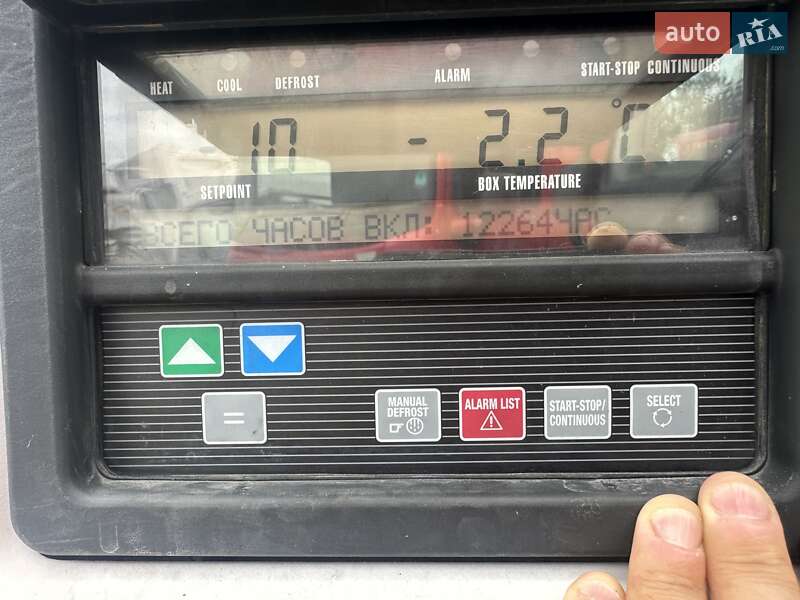 auto RIA .com
HEAT COOL DEFROST ALARM START-STOP CONTINUOUS
10 - 2.2 °C
SETPOINT BOX TEMPERATURE
ВСЕГО ЧАСОВ ВКЛ: 12264ЧАС
MANUAL DEFROST
ALARM LIST
START-STOP/ CONTINUOUS
SELECT